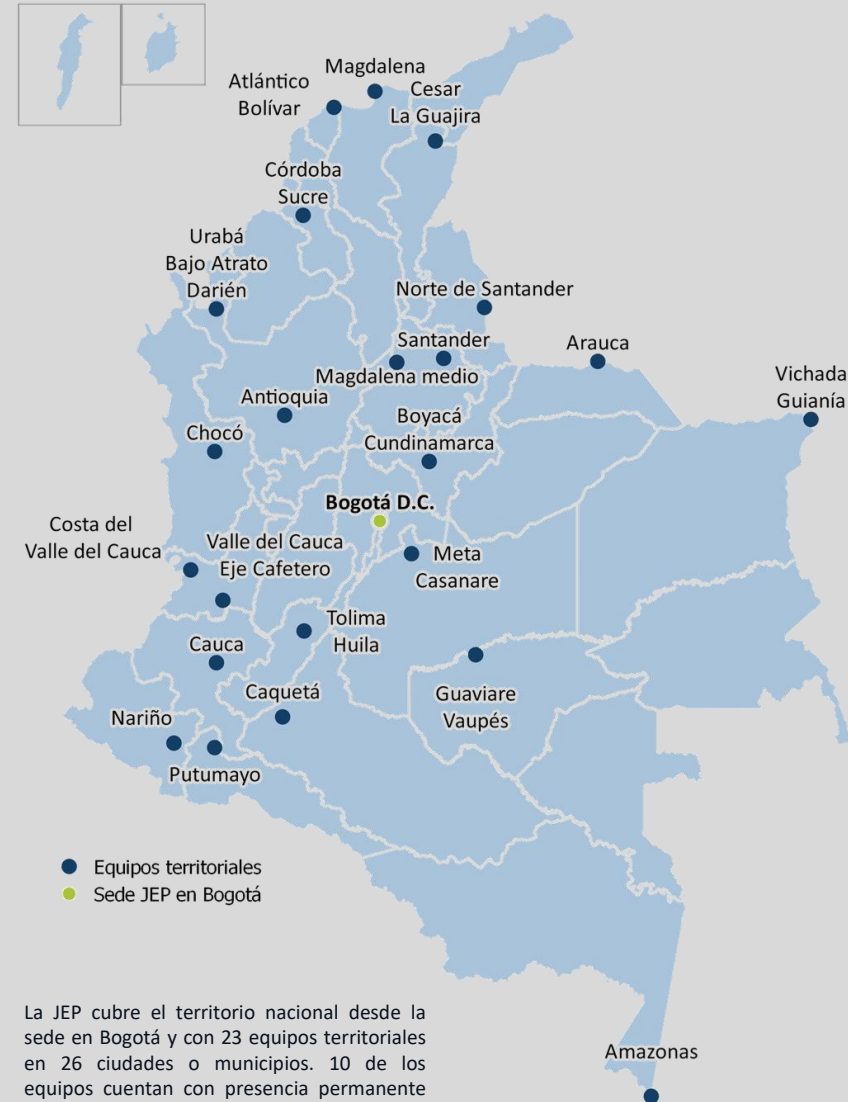 Magdalena
Atlántico
Bolívar
Cesar
La Guajira
Córdoba
Sucre
Urabá
Bajo Atrato
Darién
Norte de Santander
Santander
Arauca
Magdalena medio
Vichada
Guianía
Antioquia
Boyacá
Cundinamarca
Chocó
Bogotá D.C.
Costa del
Valle del Cauca
Valle del Cauca
Eje Cafetero
Meta
Casanare
Tolima
Huila
Cauca
Caquetá
Guaviare
Vaupés
Nariño
Putumayo
Equipos territoriales
Sede JEP en Bogotá
La JEP cubre el territorio nacional desde la
sede en Bogotá y con 23 equipos territoriales
en 26 ciudades o municipios. 10 de los
equipos cuentan con presencia permanente
Amazonas